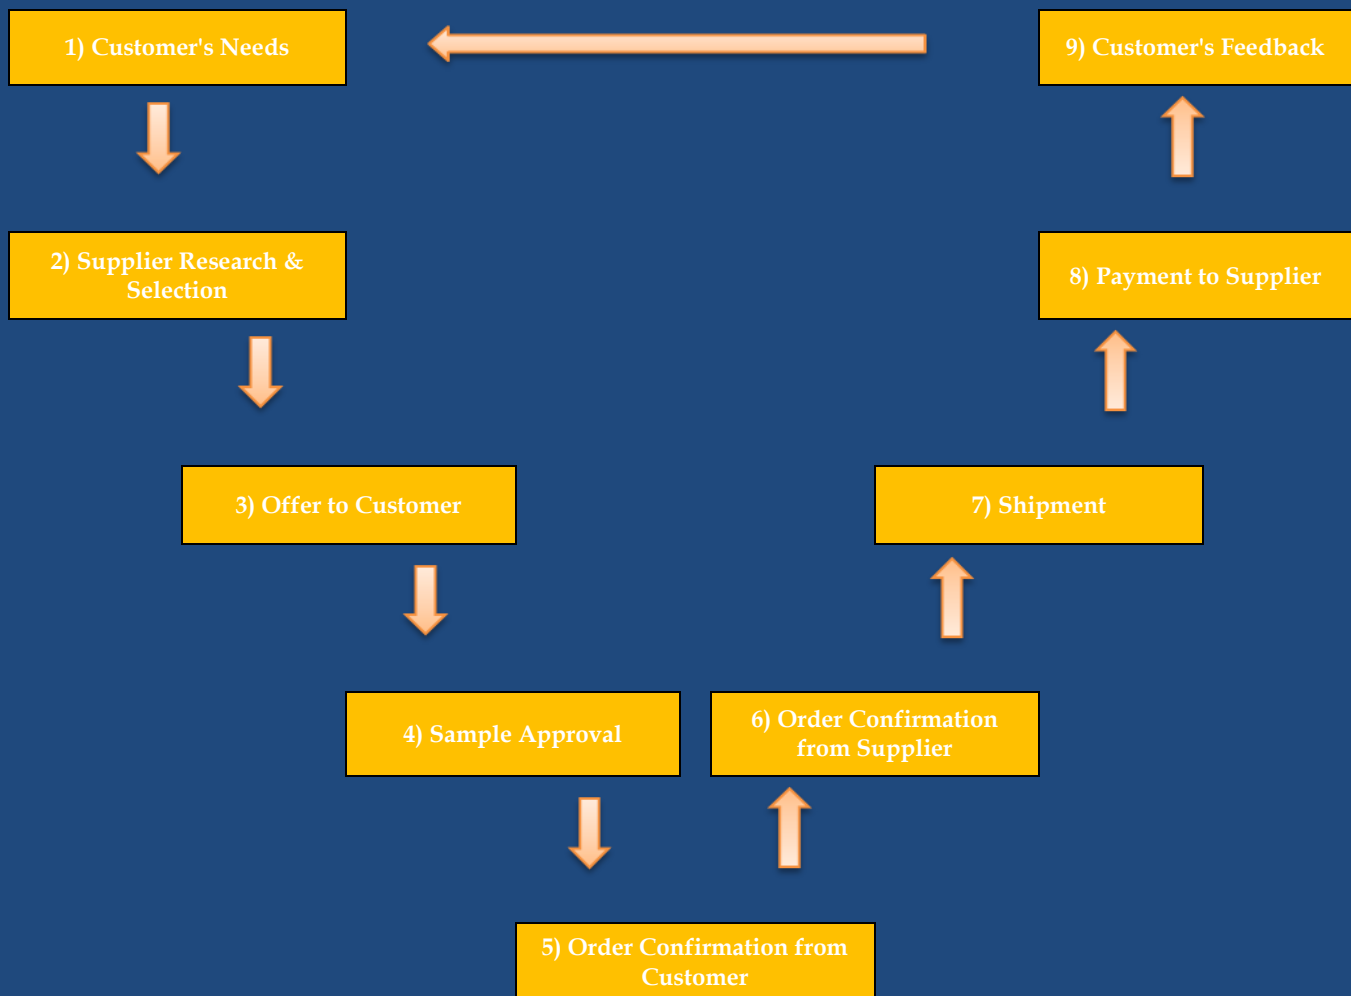 1) Customer's Needs
2) Supplier Research &
Selection
3) Offer to Customer
4) Sample Approval
5) Order Confirmation from
Customer
6) Order Confirmation
from Supplier
7) Shipment
8) Payment to Supplier
9) Customer's Feedback